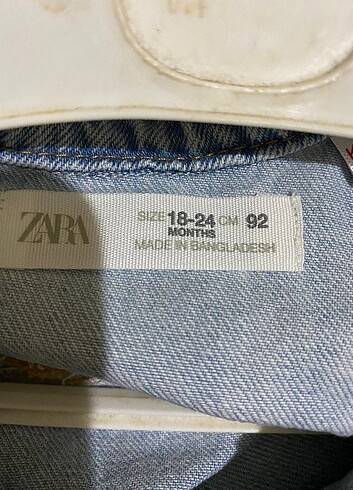 ZARA
SIZE 18-24 CM 92
MONTHS
MADE IN BANGLADESH